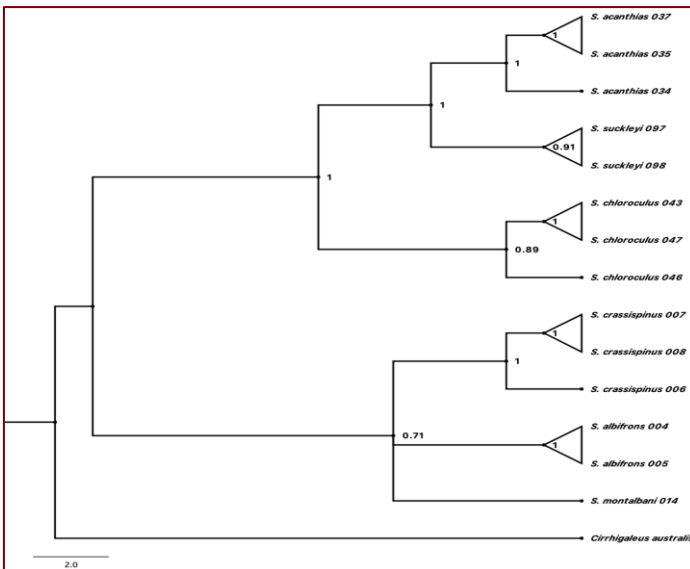 S. acanthias 037
1
S. acanthias 035
1
S. acanthias 034
1
S. suckleyi 097
0.91
S. suckleyi 098
1
S. chloroculus 043
1
S. chloroculus 047
0.89
S. chloroculus 046
S. crassispinus 007
1
S. crassispinus 008
1
S. crassispinus 006
S. albifrons 004
0.71
1
S. albifrons 005
S. montalbani 014
Cirrhigaleus australis
2.0